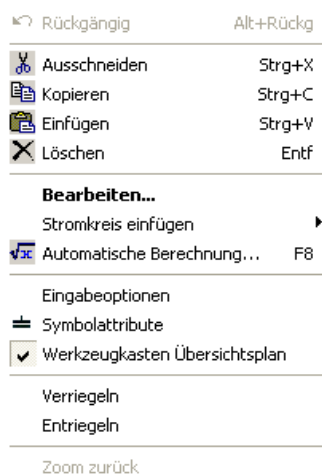 Rückgängig Alt+Rückg
Ausschneiden Strg+X
Kopieren Strg+C
Einfügen Strg+V
Löschen Entf
Bearbeiten...
Stromkreis einfügen
Automatische Berechnung... F8
Eingabeoptionen
Symbolattribute
Werkzeugkasten Übersichtsplan
Verriegeln
Entriegeln
Zoom zurück